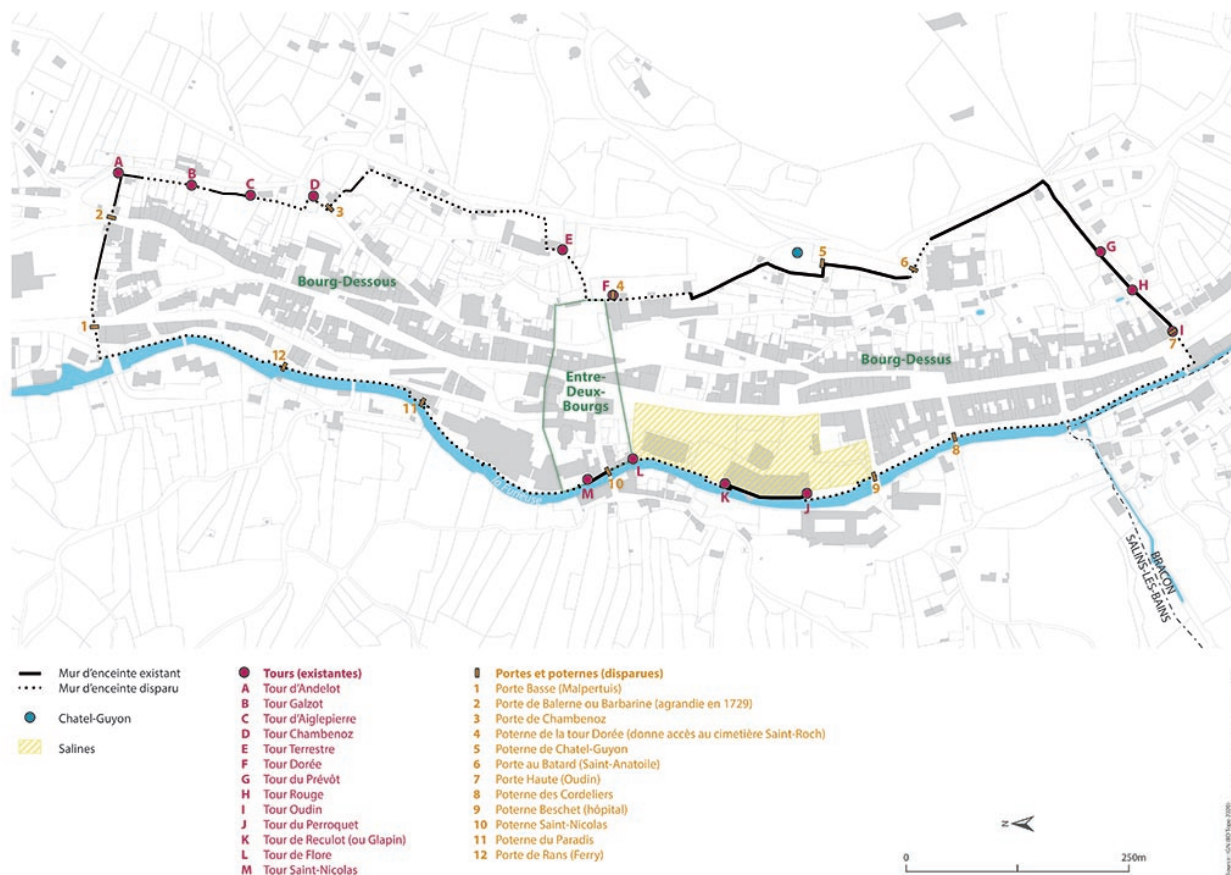 A
B
C
D
2
3
E
5
6
G
F 4
H
Bourg-Dessous
1
I
7
12
Entre-
Deux-
Bourgs
Bourg-Dessus
11
8
L
M
10
K
J
9
la Furieuse
BRACON
SALINS-LES-BAINS
Mur d'enceinte existant
Mur d'enceinte disparu
Chatel-Guyon
Salines
Tours (existantes)
A Tour d'Andelot
B Tour Galzot
C Tour d'Aiglepierre
D Tour Chambenoz
E Tour Terrestre
F Tour Dorée
G Tour du Prévôt
H Tour Rouge
I Tour Oudin
J Tour du Perroquet
K Tour de Reculot (ou Glapin)
L Tour de Flore
M Tour Saint-Nicolas
Portes et poternes (disparues)
1 Porte Basse (Malpertuis)
2 Porte de Balerne ou Barbarine (agrandie en 1729)
3 Porte de Chambenoz
4 Poterne de la tour Dorée (donne accès au cimetière Saint-Roch)
5 Poterne de Chatel-Guyon
6 Porte au Batard (Saint-Anatoile)
7 Porte Haute (Oudin)
8 Poterne des Cordeliers
9 Poterne Beschet (hôpital)
10 Poterne Saint-Nicolas
11 Poterne du Paradis
12 Porte de Rans (Ferry)
N
0 250m